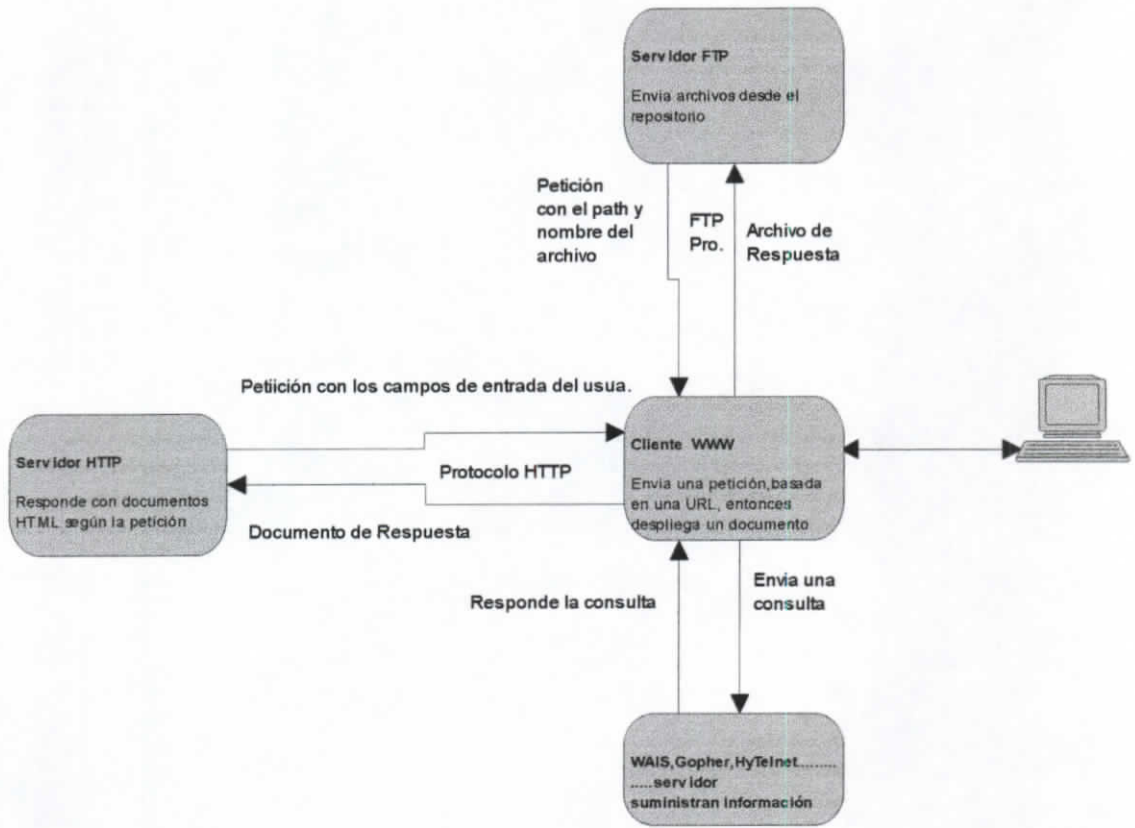 Servidor FTP
Envia archivos desde el
repositorio
Petición
con el path y
nombre del
archivo
FTP
Pro.
Archivo de
Respuesta
Petiición con los campos de entrada del usua.
Servidor HTTP
Responde con documentos
HTML según la petición
Protocolo HTTP
Documento de Respuesta
Cliente WWW
Envia una petición,basada
en una URL, entonces
despliega un documento
Responde la consulta
Envia una
consulta
WAIS,Gopher,HyTelnet.........
.....servidor
suministran información